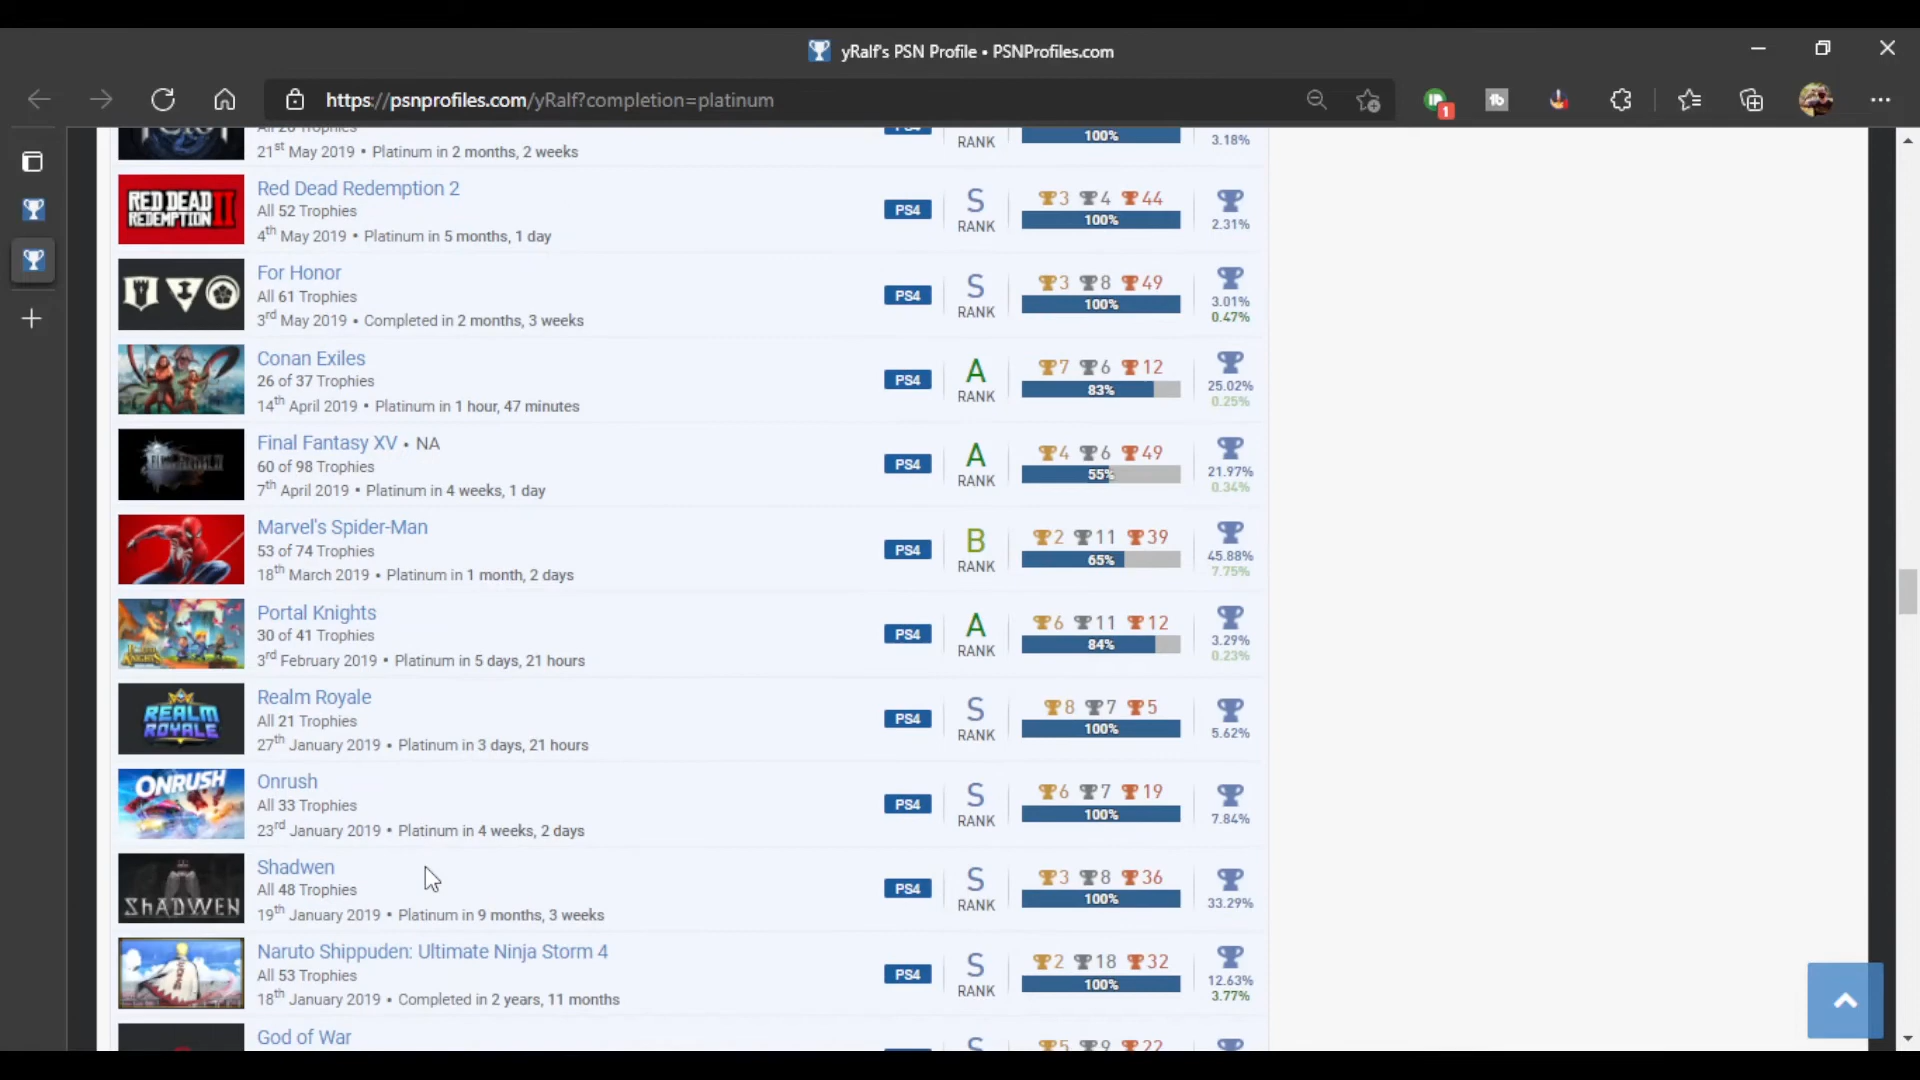 yRalf's PSN Profile • PSNProfiles.com
https://psnprofiles.com/yRalf?completion=platinum
1
100%
RANK
3.18%
21st May 2019 • Platinum in 2 months, 2 weeks
RED DEAD REDEMPTION II
Red Dead Redemption 2
All 52 Trophies
4th May 2019 • Platinum in 5 months, 1 day
PS4
S RANK
3 4 44
100%
2.31%
For Honor
All 61 Trophies
3rd May 2019 • Completed in 2 months, 3 weeks
PS4
S RANK
3 8 49
100%
3.01%
0.47%
Conan Exiles
26 of 37 Trophies
14th April 2019 • Platinum in 1 hour, 47 minutes
PS4
A RANK
7 6 12
83%
25.02%
0.25%
Final Fantasy XV • NA
60 of 98 Trophies
7th April 2019 • Platinum in 4 weeks, 1 day
PS4
A RANK
4 6 49
55%
21.97%
0.34%
Marvel's Spider-Man
53 of 74 Trophies
18th March 2019 • Platinum in 1 month, 2 days
PS4
B RANK
2 11 39
65%
45.88%
7.75%
Portal Knights
30 of 41 Trophies
3rd February 2019 • Platinum in 5 days, 21 hours
PS4
A RANK
6 11 12
84%
3.29%
0.23%
REALM ROYALE
Realm Royale
All 21 Trophies
27th January 2019 • Platinum in 3 days, 21 hours
PS4
S RANK
8 7 5
100%
5.62%
ONRUSH
Onrush
All 33 Trophies
23rd January 2019 • Platinum in 4 weeks, 2 days
PS4
S RANK
6 7 19
100%
7.84%
SHADWEN
Shadwen
All 48 Trophies
19th January 2019 • Platinum in 9 months, 3 weeks
PS4
S RANK
3 8 36
100%
33.29%
Naruto Shippuden: Ultimate Ninja Storm 4
All 53 Trophies
18th January 2019 • Completed in 2 years, 11 months
PS4
S RANK
2 18 32
100%
12.63%
3.77%
God of War
5 9 22